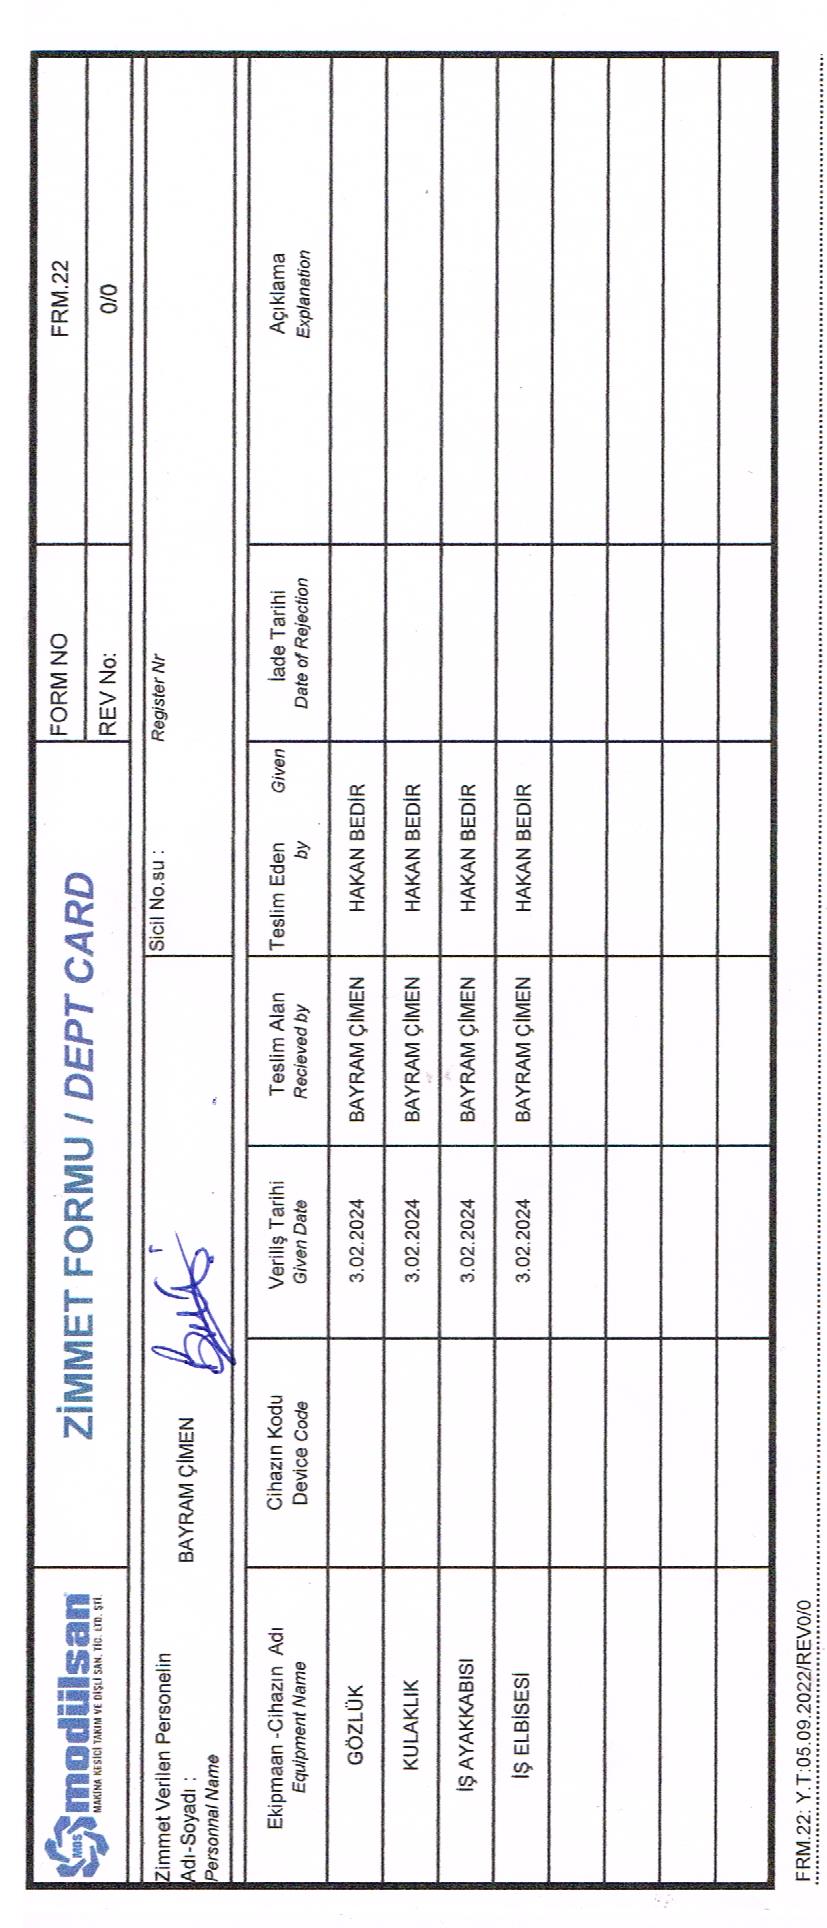 MDS modülsan
MAKİNA KESİCİ TAKIM VE DİŞLİ SAN. TİC. LTD. ŞTİ.
ZİMMET FORMU / DEPT CARD
FORM NO FRM.22
REV No: 0/0
Zimmet Verilen Personelin
Adı-Soyadı : BAYRAM ÇİMEN
Personnal Name
Sicil No.su : Register Nr
Ekipmaan -Cihazın Adı
Equipment Name
Cihazın Kodu
Device Code
Veriliş Tarihi
Given Date
Teslim Alan
Recieved by
Teslim Eden Given
by
İade Tarihi
Date of Rejection
Açıklama
Explanation
GÖZLÜK 3.02.2024 BAYRAM ÇİMEN HAKAN BEDİR
KULAKLIK 3.02.2024 BAYRAM ÇİMEN HAKAN BEDİR
İŞ AYAKKABISI 3.02.2024 BAYRAM ÇİMEN HAKAN BEDİR
İŞ ELBİSESİ 3.02.2024 BAYRAM ÇİMEN HAKAN BEDİR
FRM.22: Y.T:05.09.2022/REV0/0